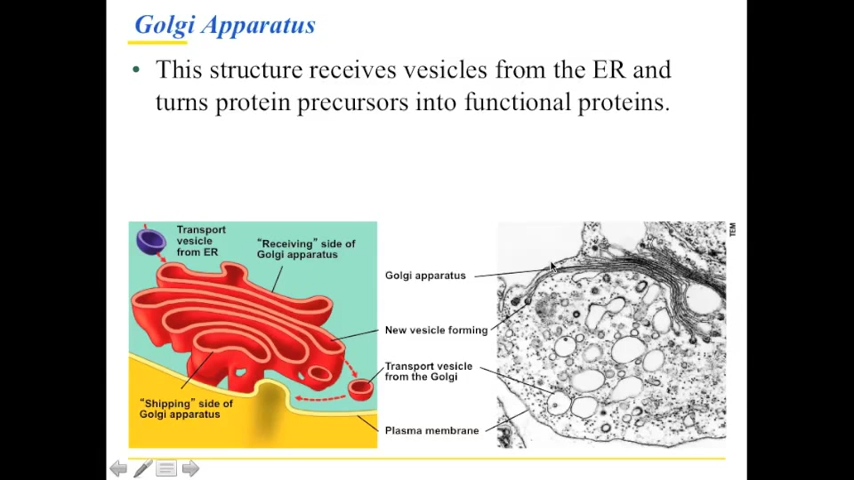 Golgi Apparatus
• This structure receives vesicles from the ER and
turns protein precursors into functional proteins.
Transport
vesicle
from ER
"Receiving" side of
Golgi apparatus
Golgi apparatus
New vesicle forming
Transport vesicle
from the Golgi
"Shipping" side of
Golgi apparatus
Plasma membrane
TEM